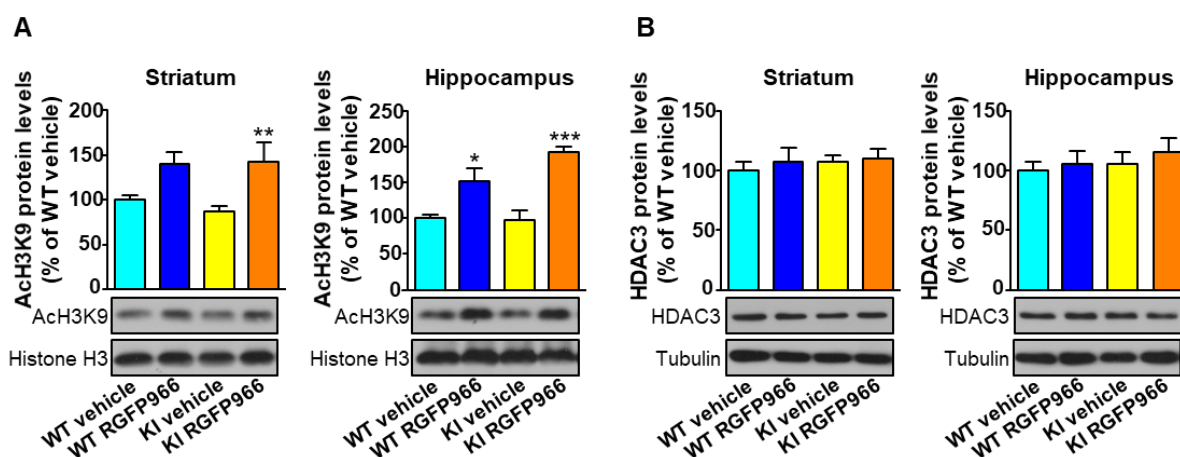 A
B
Striatum
AcH3K9 protein levels
(% of WT vehicle)
200
150
100
50
0
**
AcH3K9
Histone H3
WT vehicle
WT RGFP966
KI vehicle
KI RGFP966
Hippocampus
AcH3K9 protein levels
(% of WT vehicle)
250
200
150
100
50
0
*
***
AcH3K9
Histone H3
WT vehicle
WT RGFP966
KI vehicle
KI RGFP966
Striatum
HDAC3 protein levels
(% of WT vehicle)
150
100
50
0
HDAC3
Tubulin
WT vehicle
WT RGFP966
KI vehicle
KI RGFP966
Hippocampus
HDAC3 protein levels
(% of WT vehicle)
150
100
50
0
HDAC3
Tubulin
WT vehicle
WT RGFP966
KI vehicle
KI RGFP966